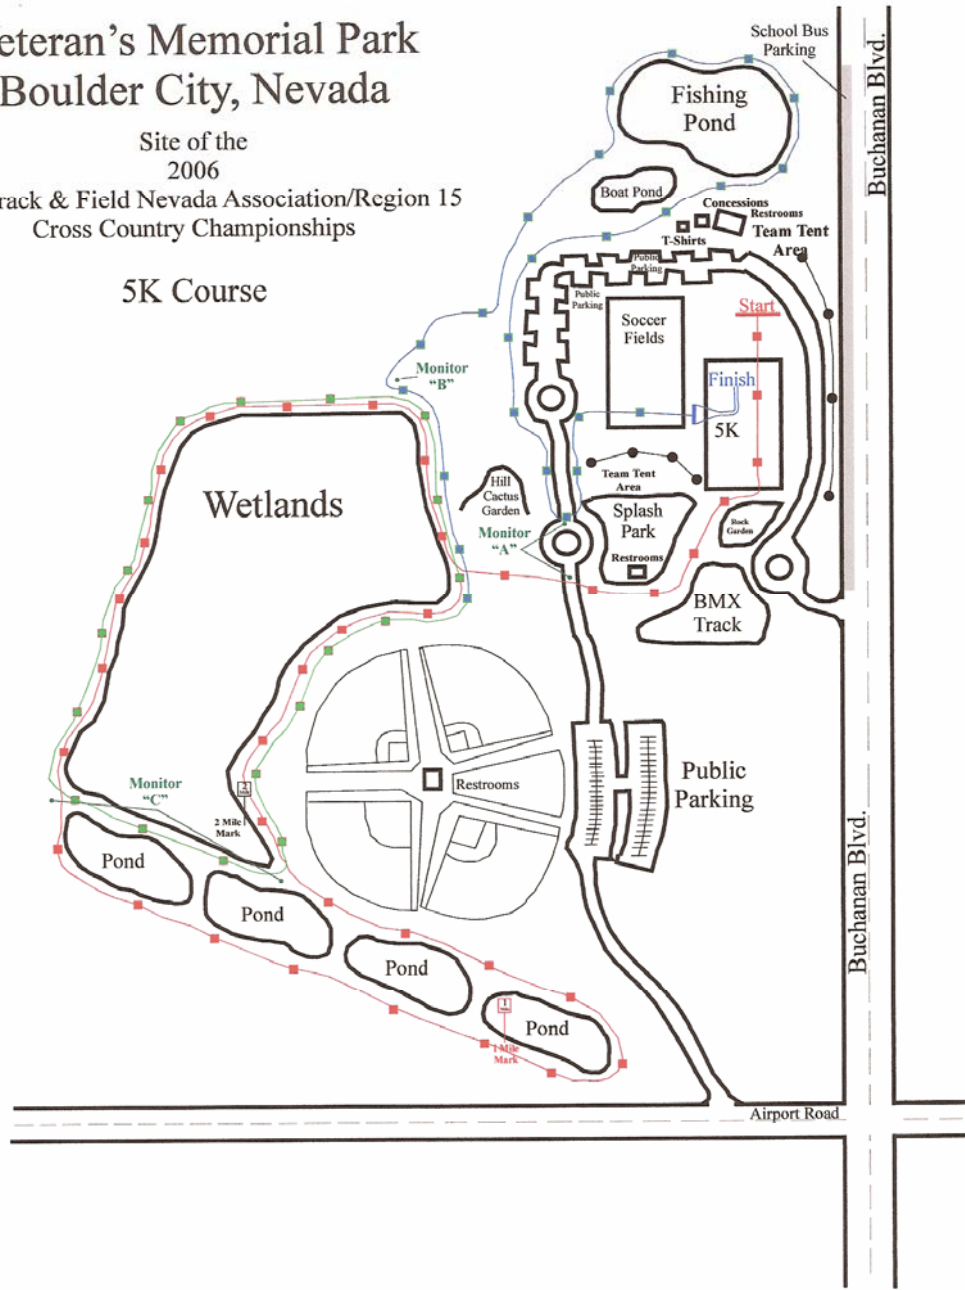 eteran's Memorial Park
Boulder City, Nevada
Site of the
2006
rack & Field Nevada Association/Region 15
Cross Country Championships
5K Course
School Bus
Parking
Buchanan Blvd.
Fishing
Pond
Boat Pond
Concessions
Restrooms
T-Shirts
Team Tent
Area
Public
Parking
Public
Parking
Soccer
Fields
Start
Finish
5K
Monitor
"B"
Wetlands
Hill
Cactus
Garden
Team Tent
Area
Splash
Park
Restrooms
Rock
Garden
Monitor
"A"
BMX
Track
Restrooms
Public
Parking
Monitor
"C"
2
2 Mile
Mark
Pond
Pond
Pond
1
Pond
1 Mile
Mark
Buchanan Blvd.
Airport Road